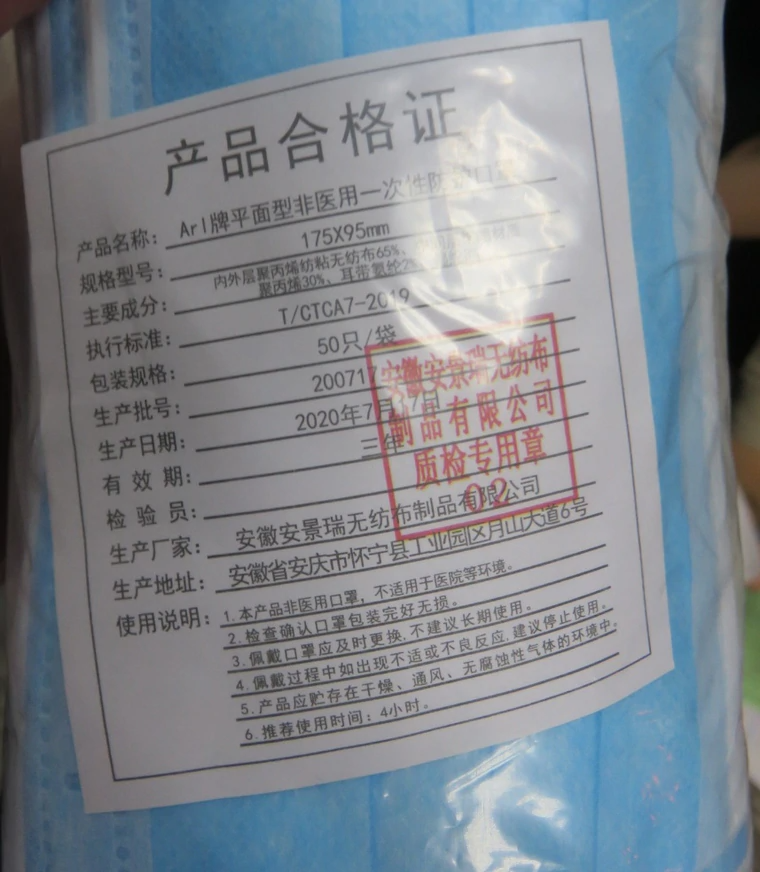 产品合格证
产品名称: Arl牌平面型非医用一次性防护口罩
规格型号: 175X95mm
主要成分: 内外层聚丙烯纺粘无纺布65%、
聚丙烯30%、耳带氨纶2%
执行标准: T/CTCA7-2019
包装规格: 50只/袋
生产批号: 200717
生产日期: 2020年7月17日
有效期: 三年
检验员:
生产厂家: 安徽安景瑞无纺布制品有限公司
生产地址: 安徽省安庆市怀宁县工业园区月山大道6号
使用说明: 1.本产品非医用口罩，不适用于医院等环境。
2.检查确认口罩包装完好无损。
3.佩戴口罩应及时更换,不建议长期使用。
4.佩戴过程中如出现不适或不良反应,建议停止使用。
5.产品应贮存在干燥、通风、无腐蚀性气体的环境中。
6.推荐使用时间：4小时。
安徽安景瑞无纺布
制品有限公司
质检专用章
02